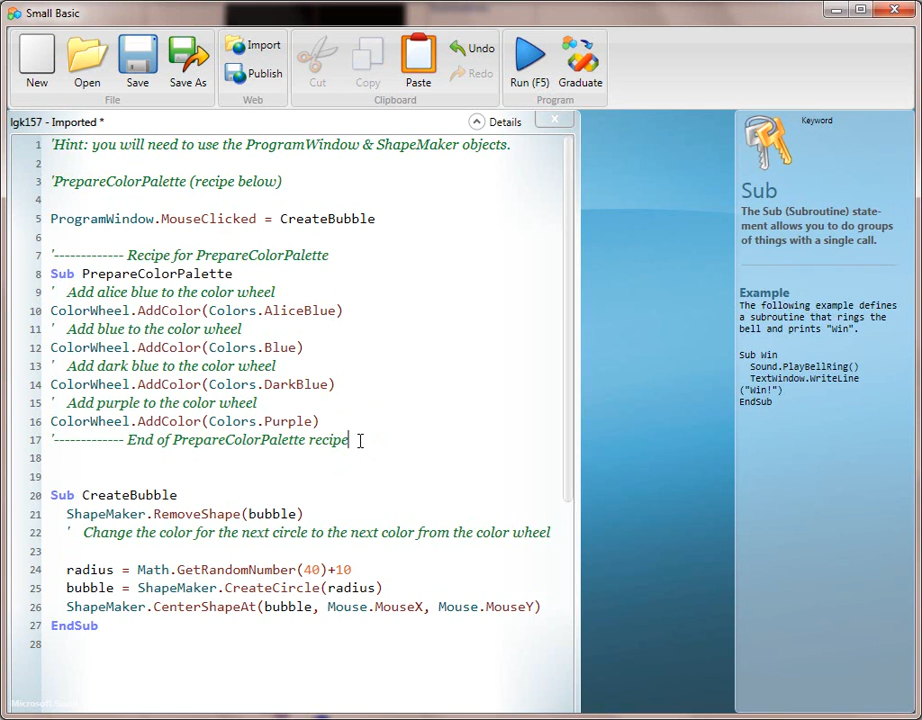 Small Basic
New
Open
Save
Save As
Import
Publish
Cut
Copy
Paste
Undo
Redo
Run (F5)
Graduate
File
Web
Clipboard
Program
lgk157 - Imported *
Details
1 'Hint: you will need to use the ProgramWindow & ShapeMaker objects.
2
3 'PrepareColorPalette (recipe below)
4
5 ProgramWindow.MouseClicked = CreateBubble
6
7 '------------- Recipe for PrepareColorPalette
8 Sub PrepareColorPalette
9 ' Add alice blue to the color wheel
10 ColorWheel.AddColor(Colors.AliceBlue)
11 ' Add blue to the color wheel
12 ColorWheel.AddColor(Colors.Blue)
13 ' Add dark blue to the color wheel
14 ColorWheel.AddColor(Colors.DarkBlue)
15 ' Add purple to the color wheel
16 ColorWheel.AddColor(Colors.Purple)
17 '------------- End of PrepareColorPalette recipe
18
19
20 Sub CreateBubble
21 ShapeMaker.RemoveShape(bubble)
22 ' Change the color for the next circle to the next color from the color wheel
23
24 radius = Math.GetRandomNumber(40)+10
25 bubble = ShapeMaker.CreateCircle(radius)
26 ShapeMaker.CenterShapeAt(bubble, Mouse.MouseX, Mouse.MouseY)
27 EndSub
28
Keyword
Sub
The Sub (Subroutine) state-
ment allows you to do groups
of things with a single call.
Example
The following example defines
a subroutine that rings the
bell and prints "Win".
Sub Win
Sound.PlayBellRing()
TextWindow.WriteLine
("Win!")
EndSub